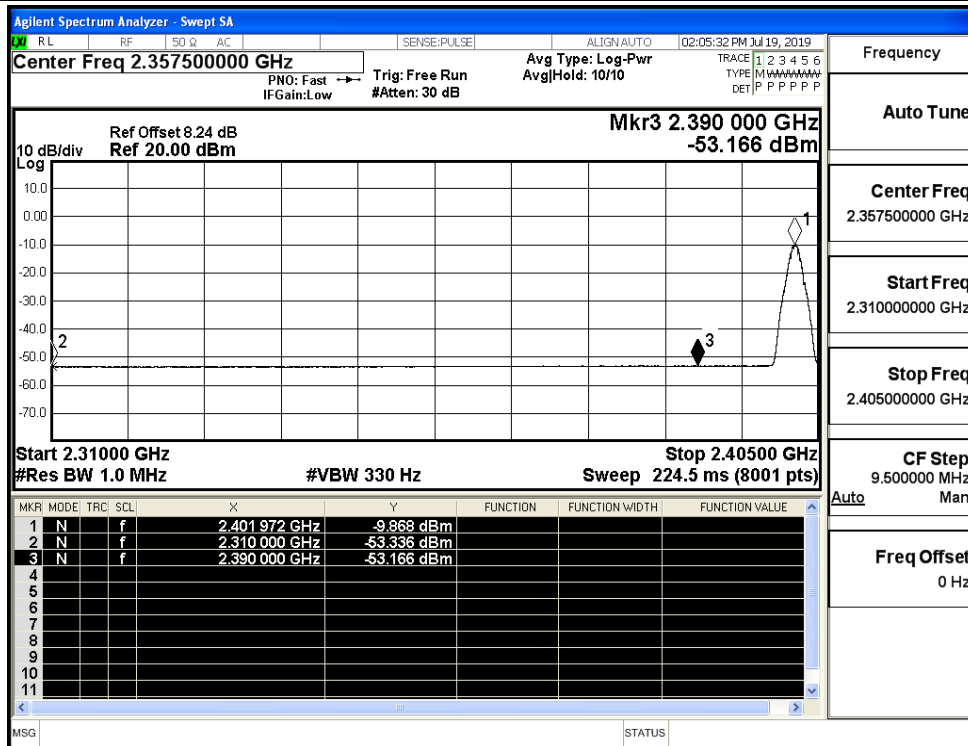 Agilent Spectrum Analyzer - Swept SA
LXI RL RF 50 Ω AC SENSE:PULSE ALIGN AUTO 02:05:32 PM Jul 19, 2019
Center Freq 2.357500000 GHz
PNO: Fast
IFGain:Low
Trig: Free Run
#Atten: 30 dB
Avg Type: Log-Pwr
Avg|Hold: 10/10
TRACE 1 2 3 4 5 6
TYPE M W W W W W
DET P P P P P P
Ref Offset 8.24 dB
10 dB/div Ref 20.00 dBm
Log
Mkr3 2.390 000 GHz
-53.166 dBm
10.0
0.00
-10.0
-20.0
-30.0
-40.0
-50.0
-60.0
-70.0
1
2
3
Start 2.31000 GHz Stop 2.40500 GHz
#Res BW 1.0 MHz #VBW 330 Hz Sweep 224.5 ms (8001 pts)
MKR MODE TRC SCL X Y FUNCTION FUNCTION WIDTH FUNCTION VALUE
1 N f 2.401 972 GHz -9.868 dBm
2 N f 2.310 000 GHz -53.336 dBm
3 N f 2.390 000 GHz -53.166 dBm
4
5
6
7
8
9
10
11
MSG STATUS
Frequency
Auto Tune
Center Freq
2.357500000 GHz
Start Freq
2.310000000 GHz
Stop Freq
2.405000000 GHz
CF Step
9.500000 MHz
Auto Man
Freq Offset
0 Hz